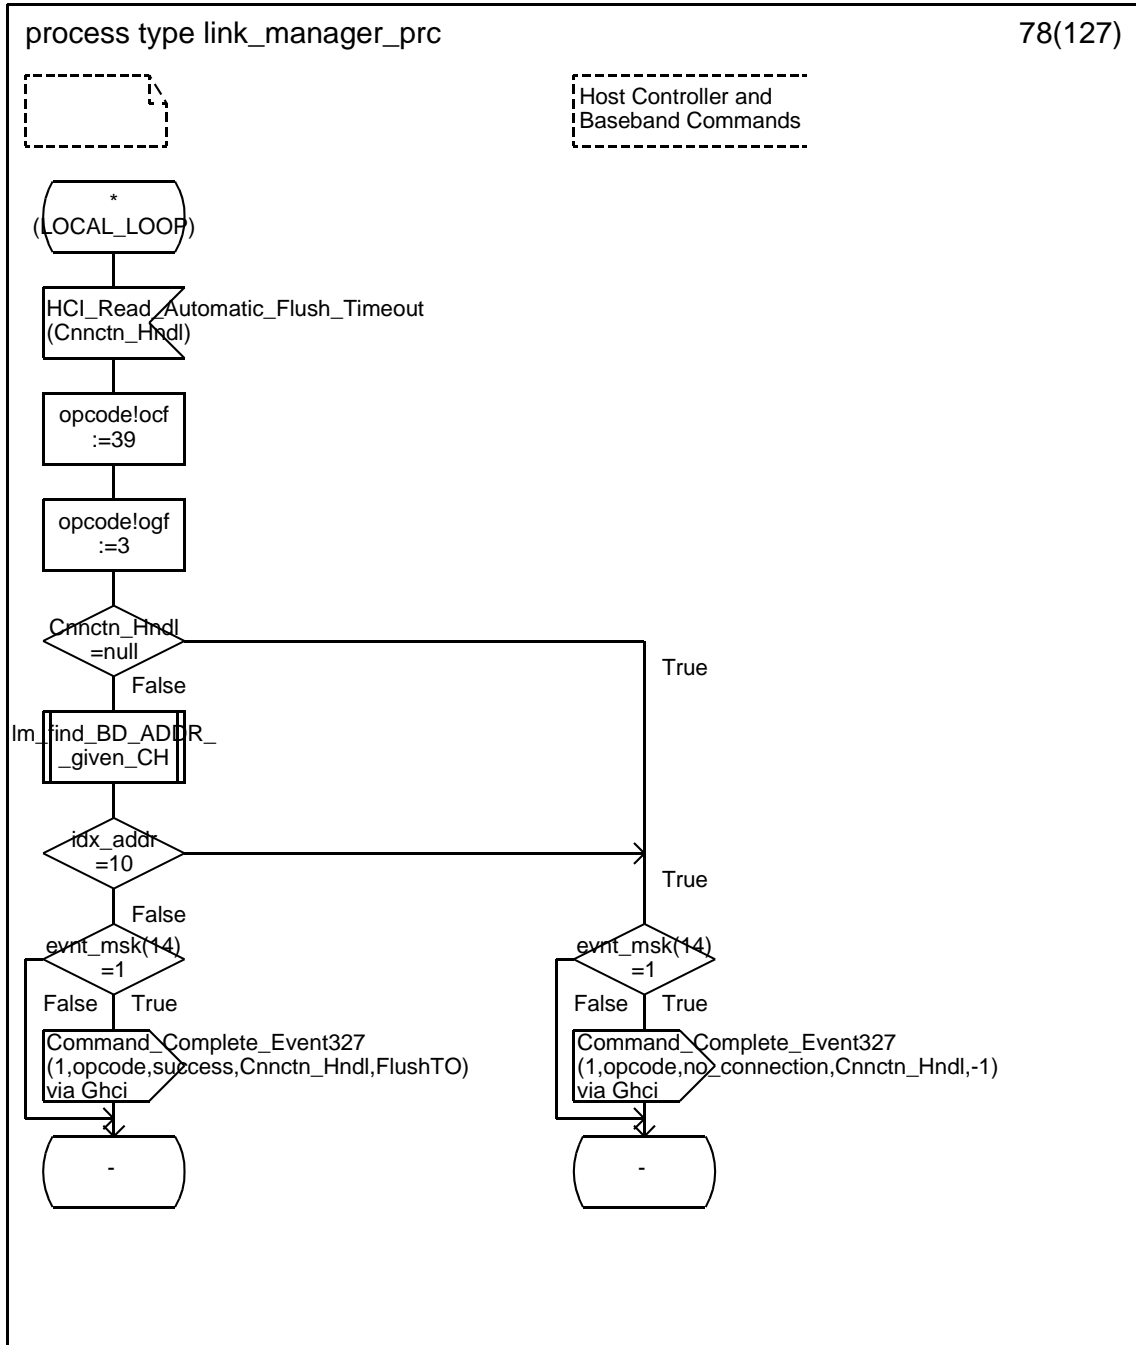 process type link_manager_prc
78(127)
Host Controller and
Baseband Commands
*
(LOCAL_LOOP)
HCI_Read_Automatic_Flush_Timeout
(Cnnctn_Hndl)
opcode!ocf
:=39
opcode!ogf
:=3
Cnnctn_Hndl
=null
True
False
lm_find_BD_ADDR_
_given_CH
idx_addr
=10
True
False
evnt_msk(14)
=1
evnt_msk(14)
=1
False
True
False
True
Command_Complete_Event327
(1,opcode,success,Cnnctn_Hndl,FlushTO)
via Ghci
Command_Complete_Event327
(1,opcode,no_connection,Cnnctn_Hndl,-1)
via Ghci
-
-